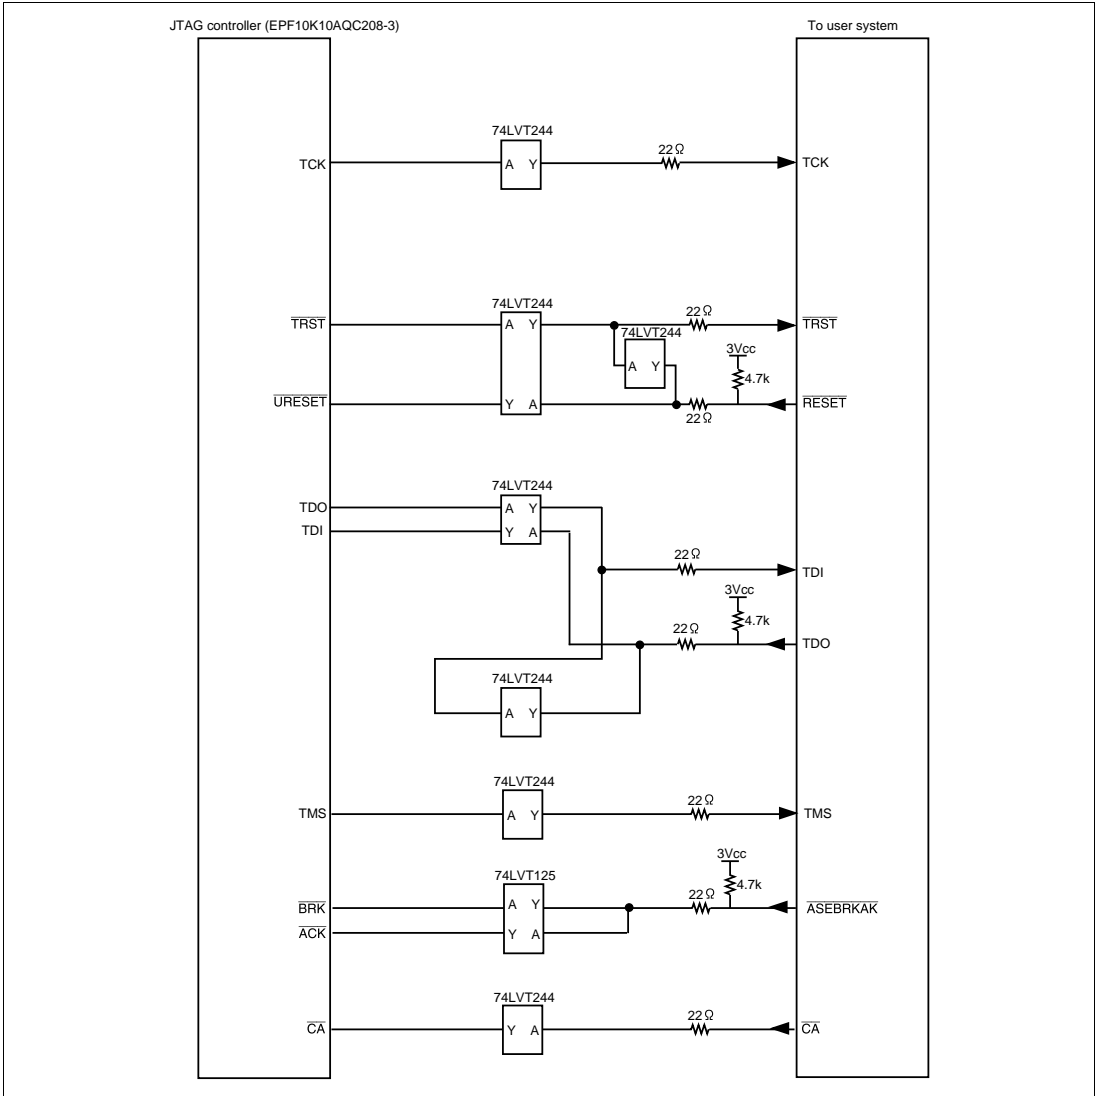 JTAG controller (EPF10K10AQC208-3) To user system
74LVT244
TCK A Y 22Ω TCK
74LVT244
TRST A Y 22Ω TRST
74LVT244
A Y
3Vcc
4.7k
URESET Y A 22Ω RESET
74LVT244
TDO A Y
TDI Y A
22Ω TDI
3Vcc
4.7k
22Ω TDO
74LVT244
A Y
74LVT244
TMS A Y 22Ω TMS
74LVT125
3Vcc
4.7k
BRK A Y 22Ω ASEBRKAK
ACK Y A
74LVT244
CA Y A 22Ω CA